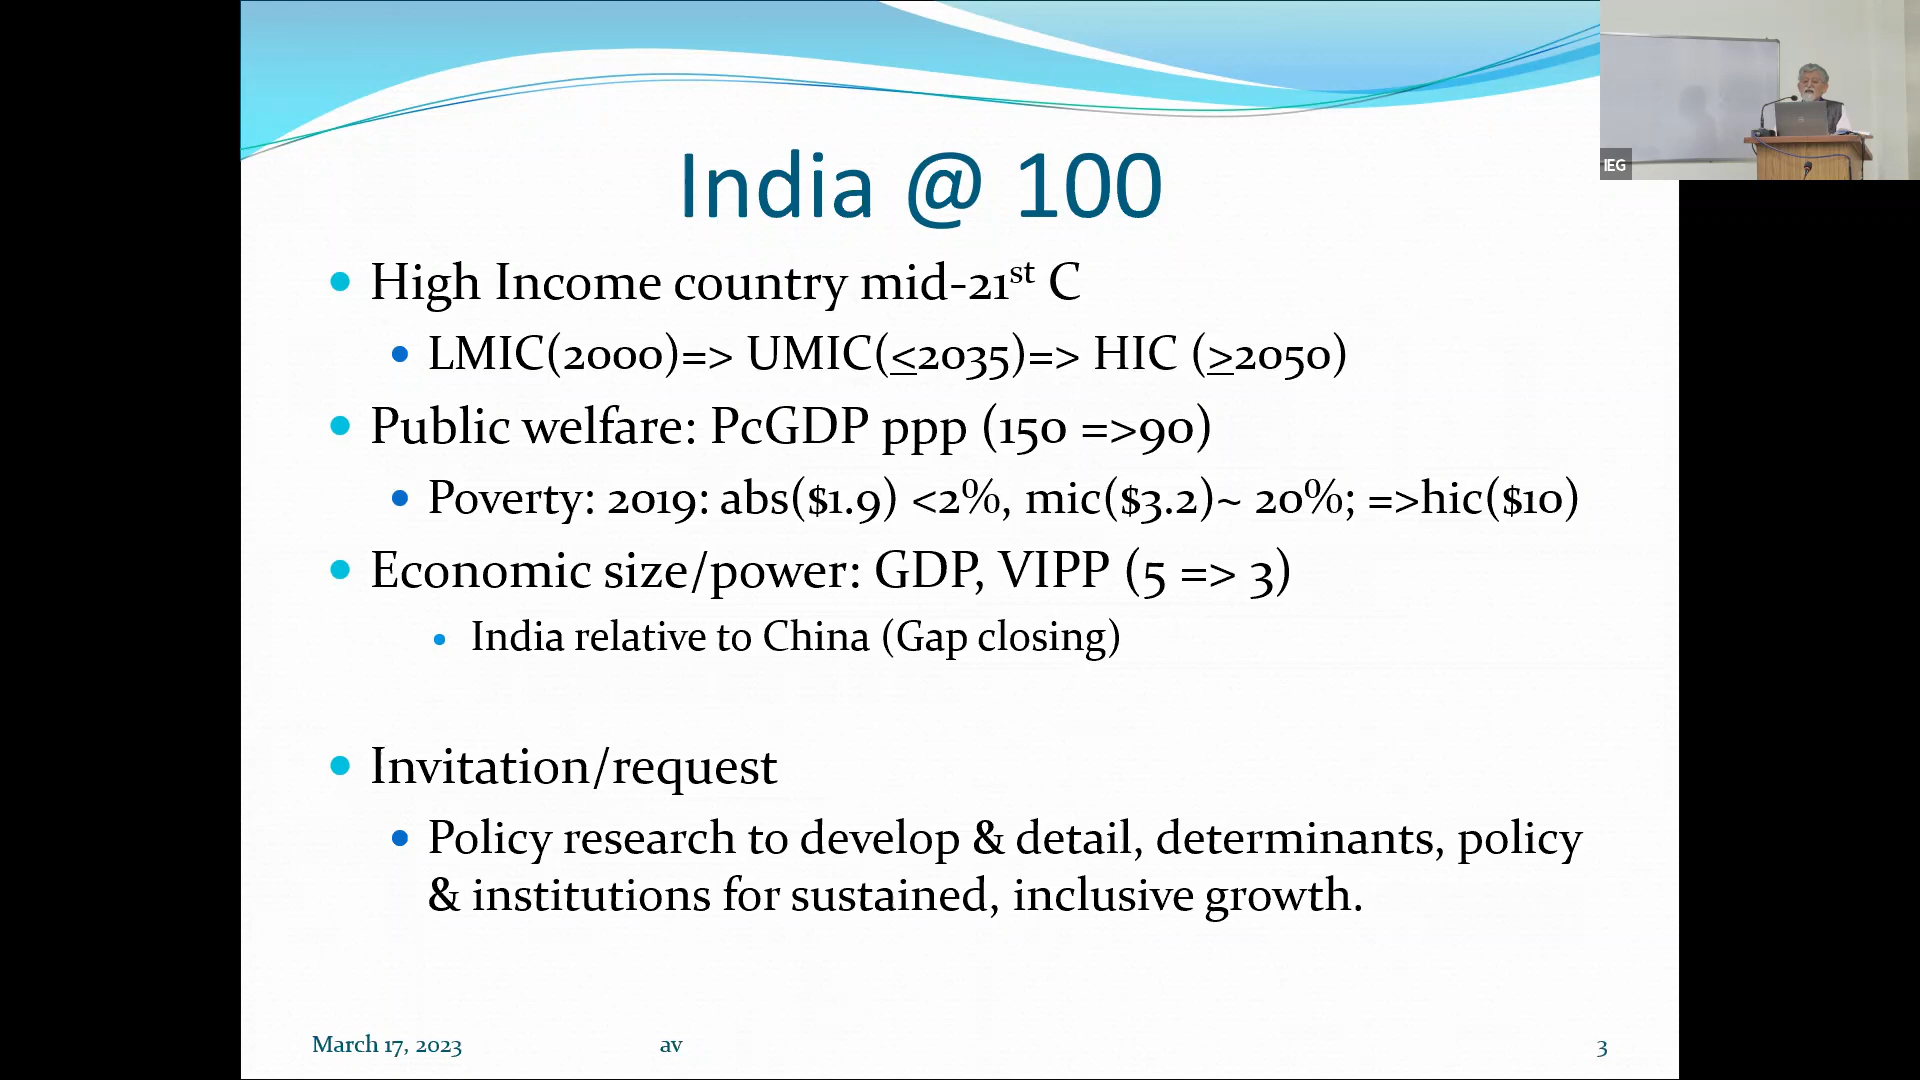 India @ 100
IEG
• High Income country mid-21st C
• LMIC(2000)=> UMIC(≤2035)=> HIC (≥2050)
• Public welfare: PcGDP ppp (150 =>90)
• Poverty: 2019: abs($1.9) <2%, mic($3.2)~ 20%; =>hic($10)
• Economic size/power: GDP, VIPP (5 => 3)
• India relative to China (Gap closing)
• Invitation/request
• Policy research to develop & detail, determinants, policy
& institutions for sustained, inclusive growth.
March 17, 2023 av 3